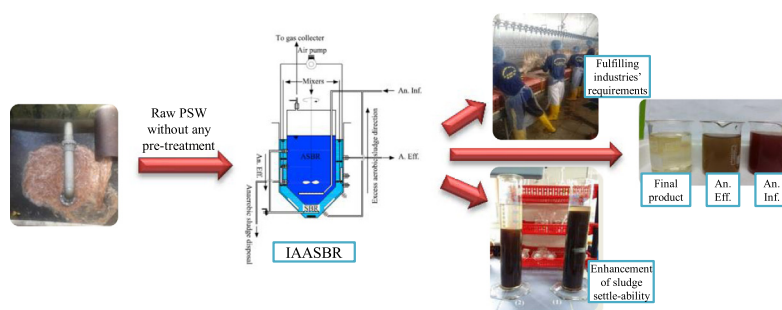 Raw PSW
without any
pre-treatment
To gas collecter
Air pump
Mixers
An. Inf.
ASBR
An. Eff.
A. Eff.
Excess aerobic sludge direction
SBR
Anaerobic sludge disposal
IAASBR
Fulfilling
industries'
requirements
Enhancement
of sludge
settle-ability
(2)
(1)
Final
product
An.
Eff.
An.
Inf.